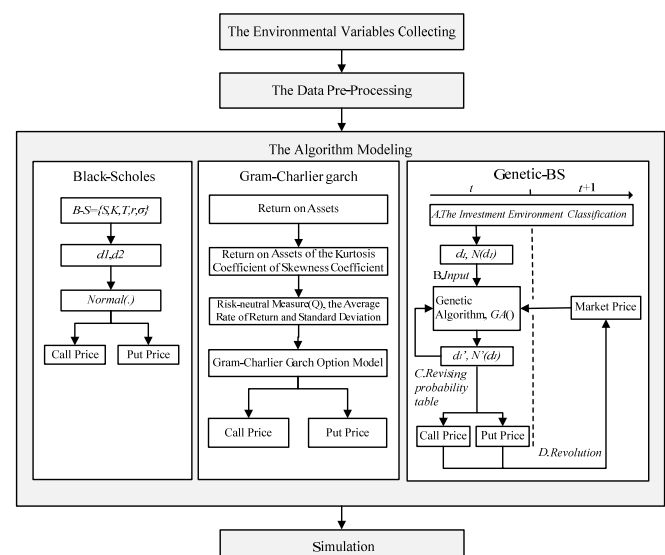 The Environmental Variables Collecting
The Data Pre-Processing
The Algorithm Modeling
Black-Scholes
B-S={S,K,T,r,σ}
d1,d2
Normal(.)
Call Price
Put Price
Gram-Charlier garch
Return on Assets
Return on Assets of the Kurtosis
Coefficient of Skewness Coefficient
Risk-neutral Measure(Q), the Average
Rate of Return and Standard Deviation
Gram-Charlier Garch Option Model
Call Price
Put Price
Genetic-BS
t
t+1
A.The Investment Environment Classification
B.Input
Genetic
Algorithm, GA()
Market Price
C.Revising
probability
table
Call Price
Put Price
D.Revolution
Simulation